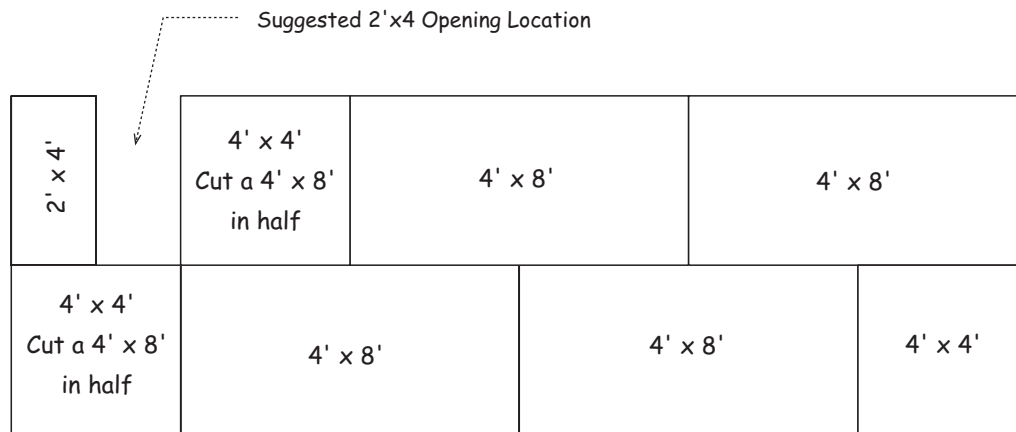 Suggested 2'x4 Opening Location
2' x 4'
4' x 4'
Cut a 4' x 8'
in half
4' x 8'
4' x 8'
4' x 4'
Cut a 4' x 8'
in half
4' x 8'
4' x 8'
4' x 4'